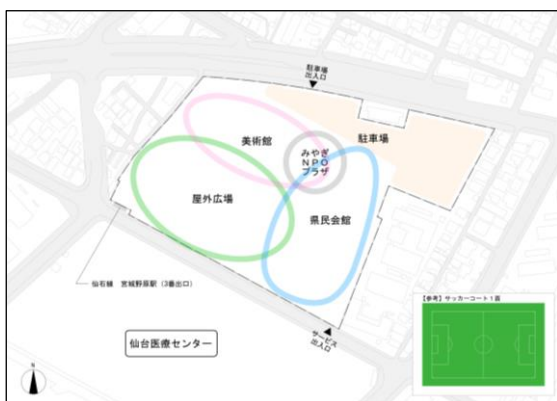 駐車場
出入口
美術館
駐車場
みやぎ
NPO
プラザ
屋外広場
県民会館
仙石線 宮城野原駅（3番出口）
サービス
出入口
仙台医療センター
【参考】サッカーコート1面
N